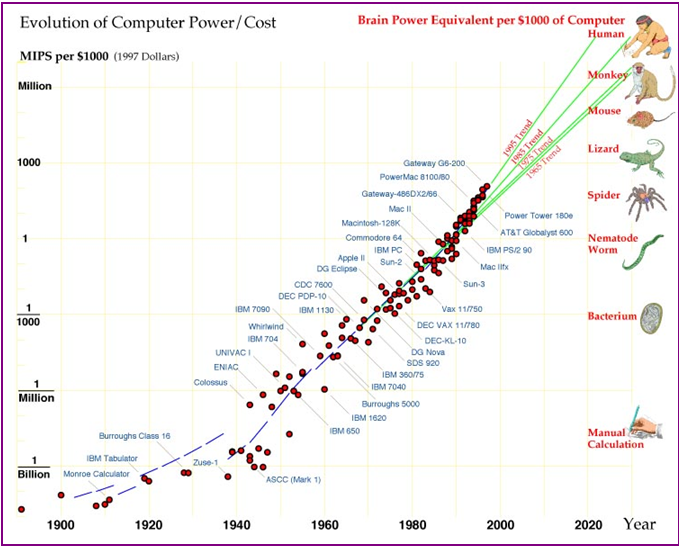 Evolution of Computer Power/Cost
Brain Power Equivalent per $1000 of Computer
MIPS per $1000 (1997 Dollars)
Human
Monkey
Mouse
Lizard
Spider
Nematode
Worm
Bacterium
Manual
Calculation
Million
1000
1
1
1000
1
Million
1
Billion
1995 Trend
1985 Trend
1975 Trend
1965 Trend
Gateway G6-200
PowerMac 8100/80
Gateway-486DX2/66
Mac II
Macintosh-128K
Commodore 64
IBM PC
Apple II
Sun-2
DG Eclipse
CDC 7600
DEC PDP-10
IBM 7090
IBM 1130
Whirlwind
IBM 704
UNIVAC I
ENIAC
Colossus
Burroughs Class 16
IBM Tabulator
Zuse-1
Monroe Calculator
Power Tower 180e
AT&T Globalyst 600
IBM PS/2 90
Mac IIfx
Sun-3
Vax 11/750
DEC VAX 11/780
DEC-KL-10
DG Nova
SDS 920
IBM 360/75
IBM 7040
Burroughs 5000
IBM 1620
IBM 650
ASCC (Mark 1)
1900 1920 1940 1960 1980 2000 2020 Year